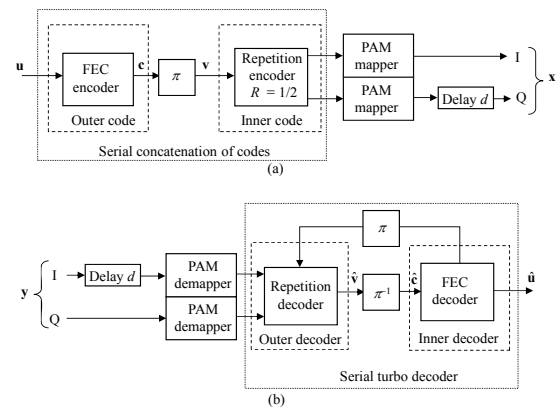 u
FEC
encoder
Outer code
c
π
v
Repetition
encoder
R = 1/2
Inner code
PAM
mapper
PAM
mapper
Delay d
I
Q
x
Serial concatenation of codes
(a)
y
I
Q
Delay d
PAM
demapper
PAM
demapper
π
Repetition
decoder
Outer decoder
v̂
π⁻¹
ĉ
FEC
decoder
Inner decoder
û
Serial turbo decoder
(b)